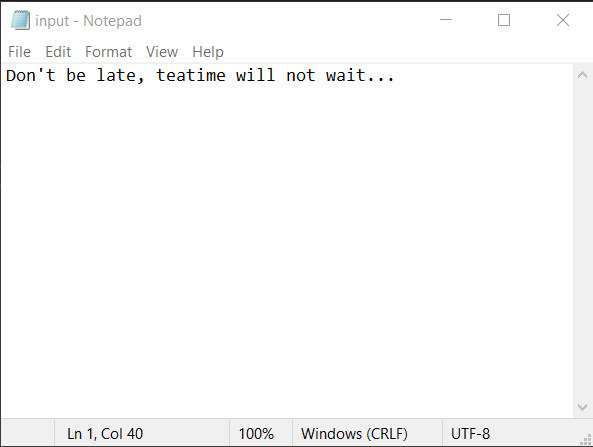 input - Notepad
File Edit Format View Help
Don't be late, teatime will not wait...
Ln 1, Col 40 100% Windows (CRLF) UTF-8